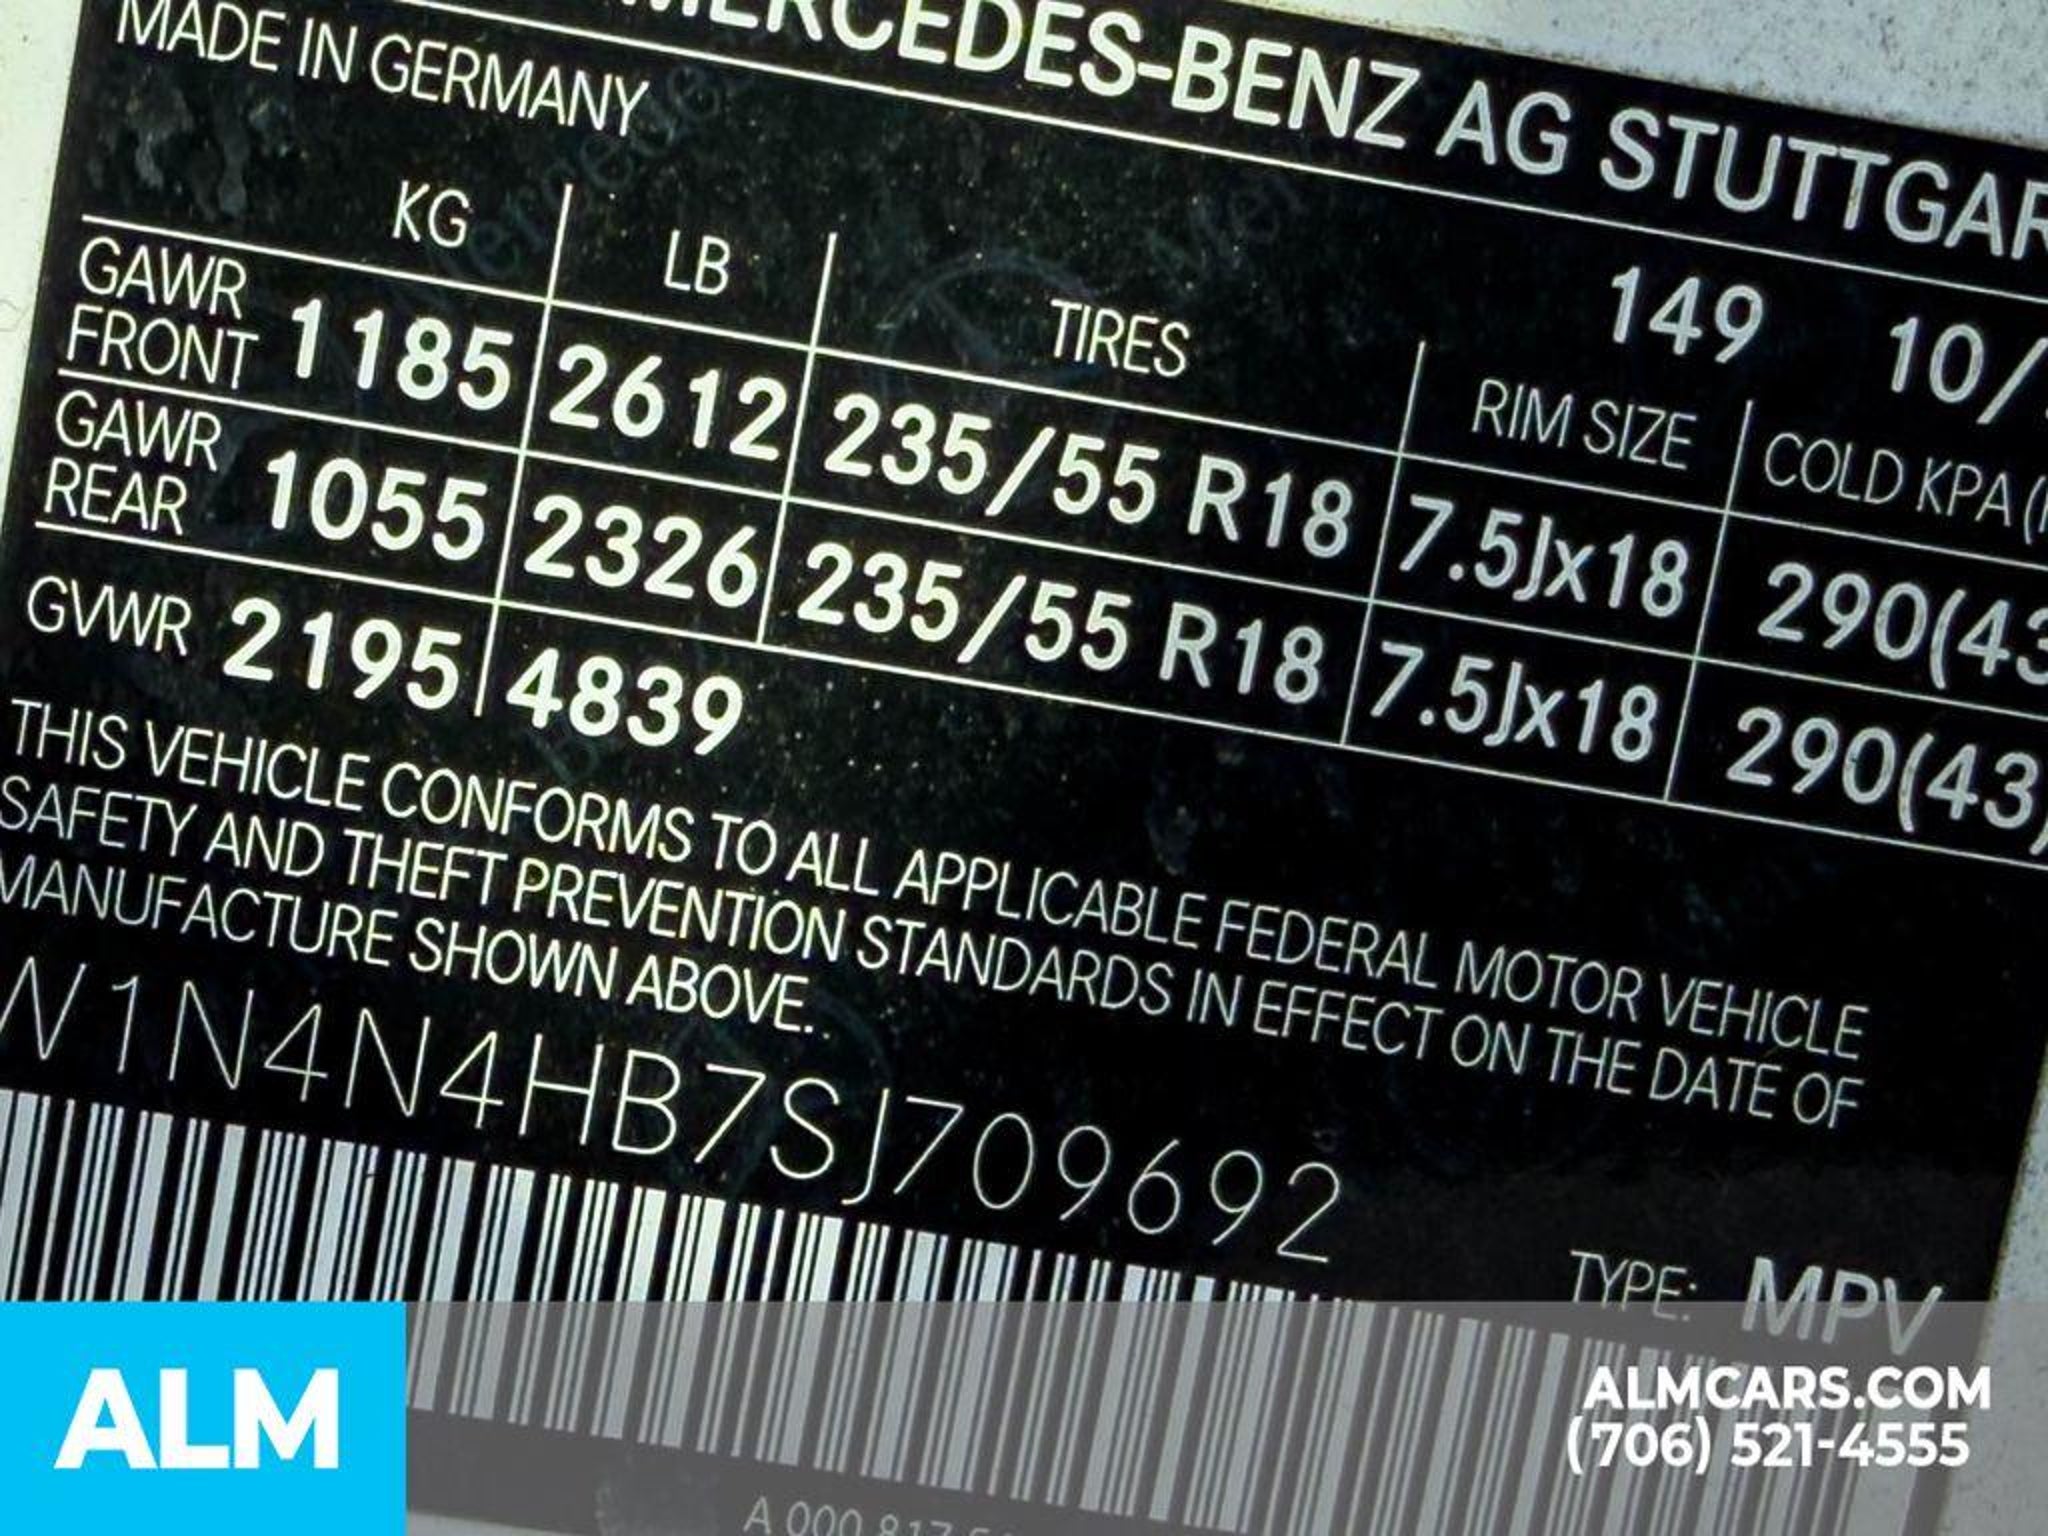 MERCEDES-BENZ AG STUTTGAR
MADE IN GERMANY
149 10/
KG LB TIRES RIM SIZE COLD KPA(
GAWR FRONT 1185 2612 235/55 R18 7.5Jx18 290(43
GAWR REAR 1055 2326 235/55 R18 7.5Jx18 290(43)
GVWR 2195 4839
THIS VEHICLE CONFORMS TO ALL APPLICABLE FEDERAL MOTOR VEHICLE
SAFETY AND THEFT PREVENTION STANDARDS IN EFFECT ON THE DATE OF
MANUFACTURE SHOWN ABOVE.
W1N4N4HB7SJ709692
TYPE: MPV
ALM
ALMCARS.COM
(706) 521-4555
A 000 817